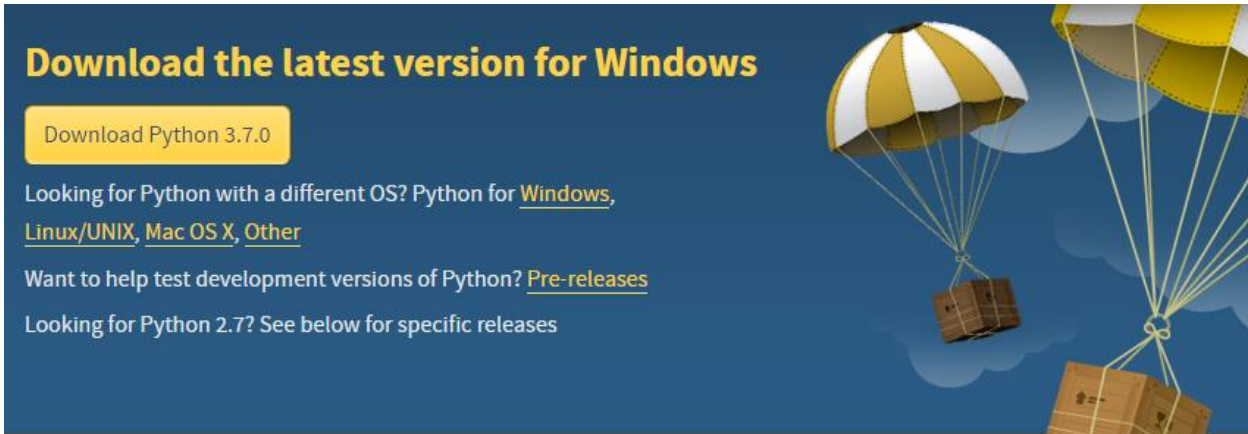 Download the latest version for Windows
Download Python 3.7.0
Looking for Python with a different OS? Python for Windows,
Linux/UNIX, Mac OS X, Other
Want to help test development versions of Python? Pre-releases
Looking for Python 2.7? See below for specific releases